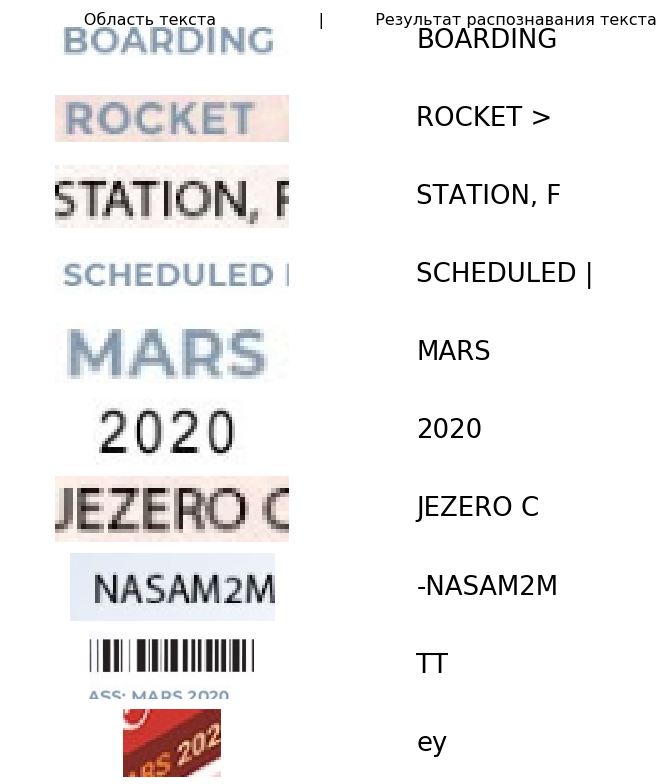 Область текста | Результат распознавания текста
BOARDING BOARDING
ROCKET ROCKET >
STATION, F STATION, F
SCHEDULED | SCHEDULED |
MARS MARS
2020 2020
JEZERO C JEZERO C
NASAM2M -NASAM2M
TT
ASS: MARS 2020
ARS 202 ey